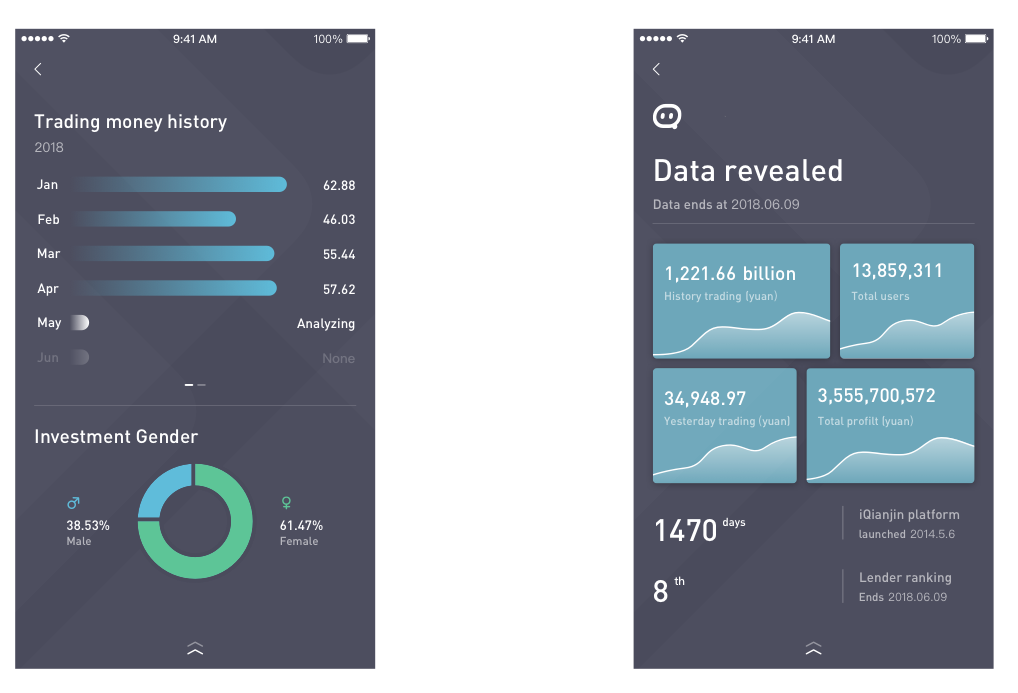 9:41 AM
100%
Trading money history
2018
Jan 62.88
Feb 46.03
Mar 55.44
Apr 57.62
May Analyzing
Jun None
Investment Gender
38.53%
Male
61.47%
Female
9:41 AM
100%
Data revealed
Data ends at 2018.06.09
1,221.66 billion
History trading (yuan)
13,859,311
Total users
34,948.97
Yesterday trading (yuan)
3,555,700,572
Total profilt (yuan)
1470 days
iQianjin platform
launched 2014.5.6
8 th
Lender ranking
Ends 2018.06.09